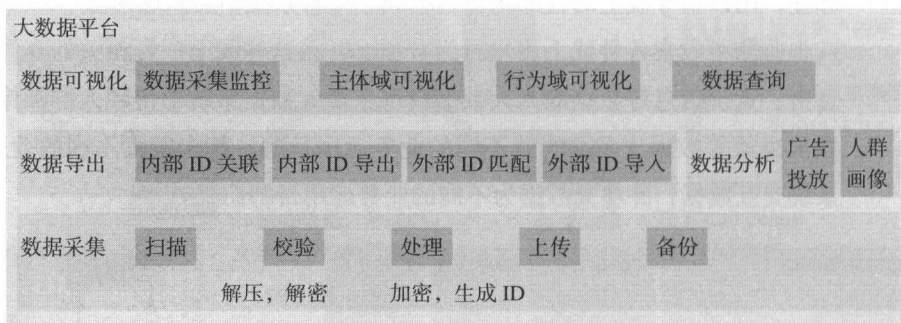 大数据平台
数据可视化 数据采集监控 主体域可视化 行为域可视化 数据查询
数据导出 内部 ID 关联 内部 ID 导出 外部 ID 匹配 外部 ID 导入 数据分析 广告投放 人群画像
数据采集 扫描 校验 处理 上传 备份
解压，解密 加密，生成 ID